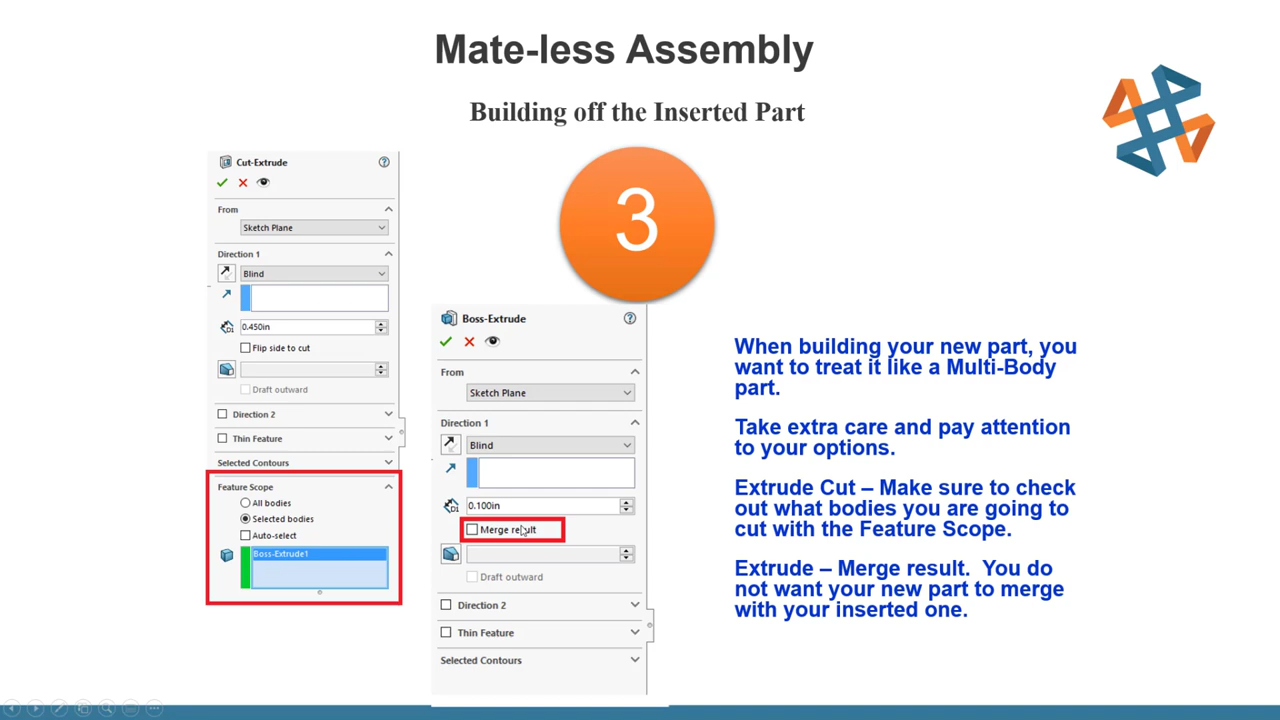 Mate-less Assembly
Building off the Inserted Part
Cut-Extrude
From
Sketch Plane
Direction 1
Blind
D1
0.450in
Flip side to cut
Draft outward
Direction 2
Thin Feature
Selected Contours
Feature Scope
All bodies
Selected bodies
Auto-select
Boss-Extrude1
3
Boss-Extrude
From
Sketch Plane
Direction 1
Blind
D1
0.100in
Merge result
Draft outward
Direction 2
Thin Feature
Selected Contours
When building your new part, you
want to treat it like a Multi-Body
part.
Take extra care and pay attention
to your options.
Extrude Cut – Make sure to check
out what bodies you are going to
cut with the Feature Scope.
Extrude – Merge result.  You do
not want your new part to merge
with your inserted one.